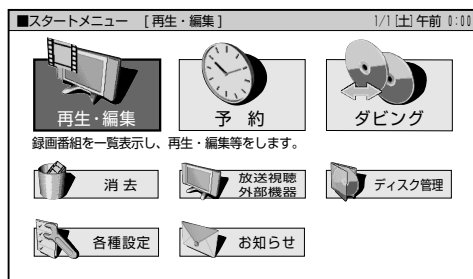 ■スタートメニュー [再生・編集] 1/1[土]午前 0:00
再生・編集 予約 ダビング
録画番組を一覧表示し、再生・編集等をします。
消去 放送視聴 外部機器 ディスク管理
各種設定 お知らせ